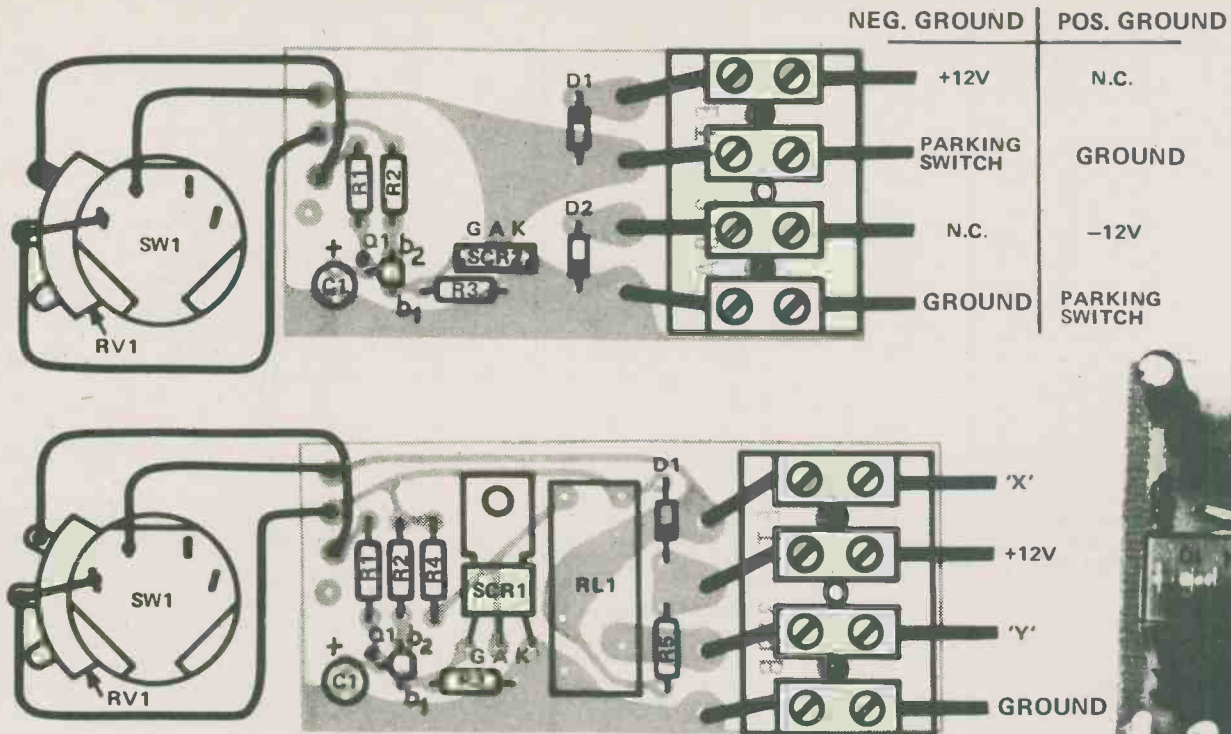 NEG. GROUND
POS. GROUND
+12V
N.C.
PARKING
SWITCH
GROUND
N.C.
–12V
GROUND
PARKING
SWITCH
D1
R1
R2
D2
SW1
G A K
+
Q1
b2
C1
R3
b1
RV1
D1
'X'
+12V
R1
R2
R4
SCR1
RL1
SW1
Q1
b2
G A K
R5
'Y'
+
C1
b1
RV1
GROUND